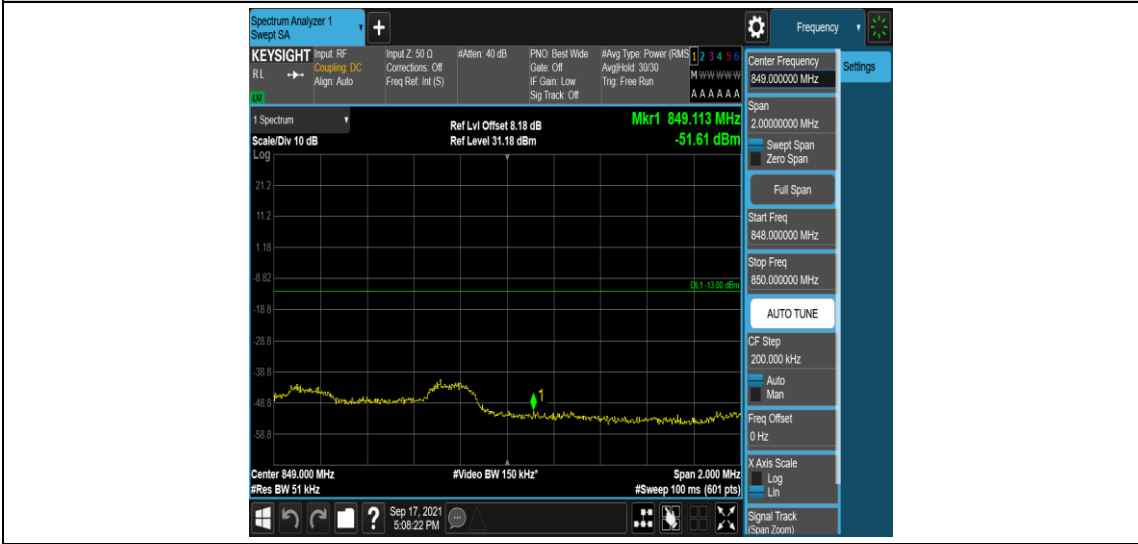 Spectrum Analyzer 1
Swept SA
Frequency
KEYSIGHT
RL
Input: RF
Coupling: DC
Align: Auto
Input Z: 50 Ω
Corrections: Off
Freq Ref: Int (S)
#Atten: 40 dB
PNO: Best Wide
Gate: Off
IF Gain: Low
Sig Track: Off
#Avg Type: Power (RMS
Avg|Hold: 30/30
Trig: Free Run
1 2 3 4 5 6
M W W W W W
A A A A A A
1 Spectrum
Scale/Div 10 dB
Log
Ref Lvl Offset 8.18 dB
Ref Level 31.18 dBm
Mkr1 849.113 MHz
-51.61 dBm
21.2
11.2
1.18
-8.82
-18.8
-28.8
-38.8
-48.8
-58.8
DL1 -13.00 dBm
1
Center 849.000 MHz
#Res BW 51 kHz
#Video BW 150 kHz*
Span 2.000 MHz
#Sweep 100 ms (601 pts)
?
Sep 17, 2021
5:08:22 PM
Center Frequency
849.000000 MHz
Settings
Span
2.00000000 MHz
Swept Span
Zero Span
Full Span
Start Freq
848.000000 MHz
Stop Freq
850.000000 MHz
AUTO TUNE
CF Step
200.000 kHz
Auto
Man
Freq Offset
0 Hz
X Axis Scale
Log
Lin
Signal Track
(Span Zoom)